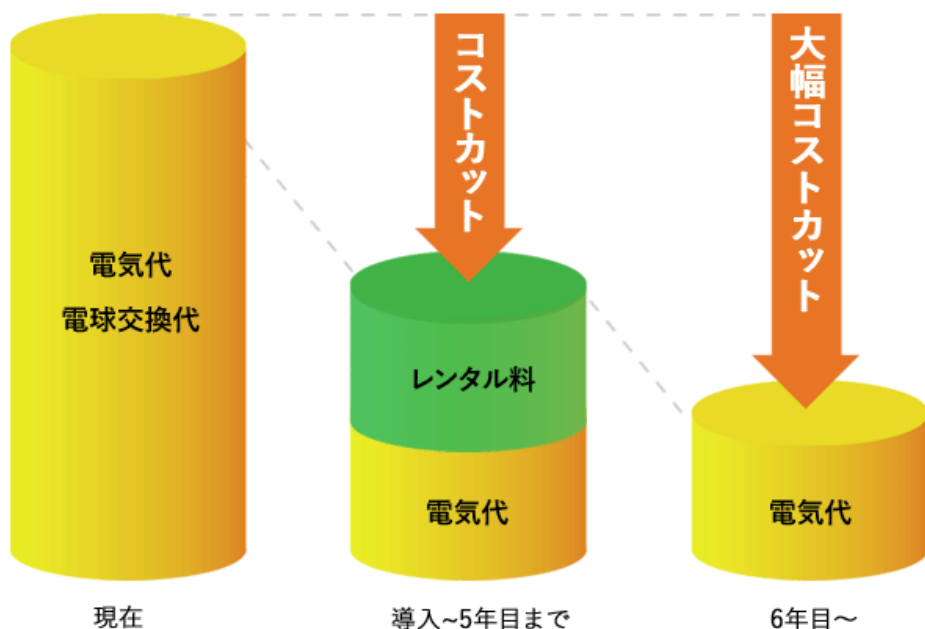 コストカット
大幅コストカット
電気代
電球交換代
レンタル料
電気代
電気代
現在
導入~5年目まで
6年目～